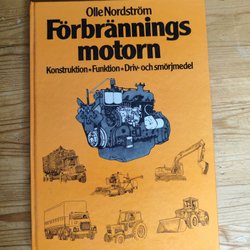 Olle Nordström
Förbrännings
motorn
Konstruktion•Funktion•Driv- och smörjmedel